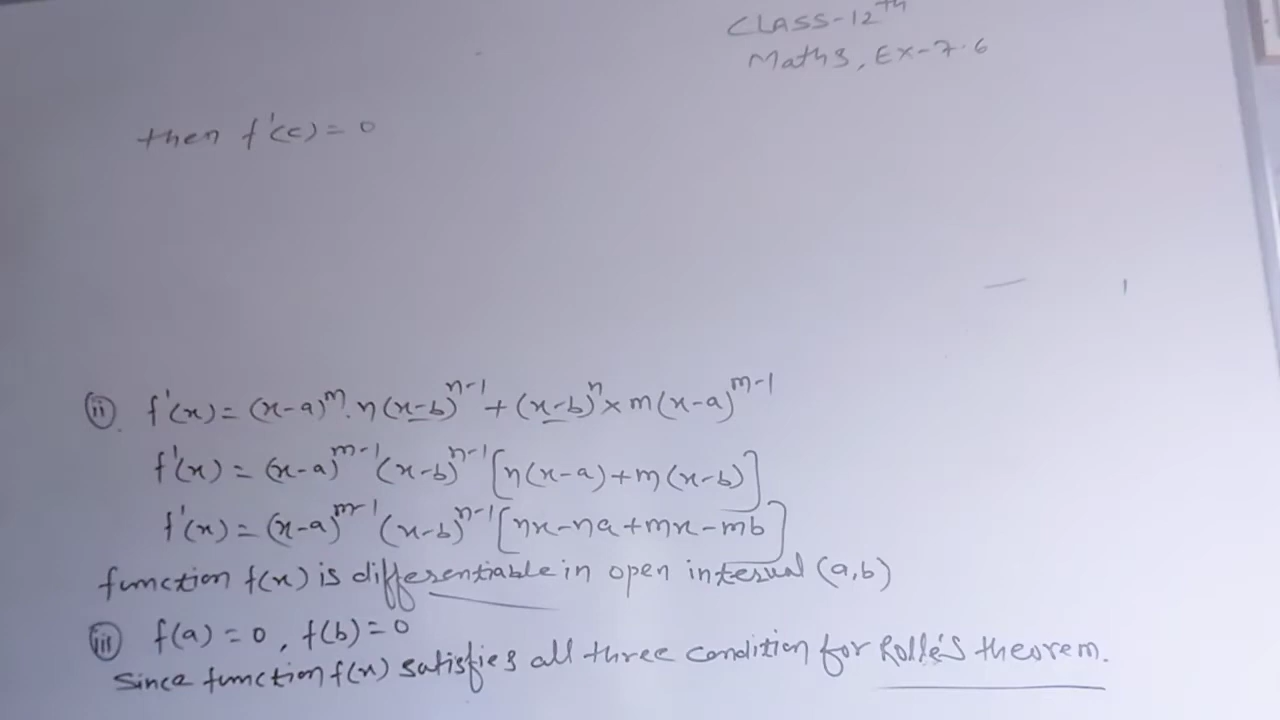 CLASS-12th
Maths, EX-7.6
then f'(c) = 0
(ii) f'(x) = (x-a)^m . n(x-b)^n-1 + (x-b)^n × m(x-a)^m-1
f'(x) = (x-a)^m-1 (x-b)^n-1 [n(x-a)+m(x-b)]
f'(x) = (x-a)^m-1 (x-b)^n-1 [nx-na+mx-mb]
function f(x) is differentiable in open interval (a,b)
(iii) f(a) = 0, f(b) = 0
Since function f(x) satisfies all three condition for Rolle's theorem.